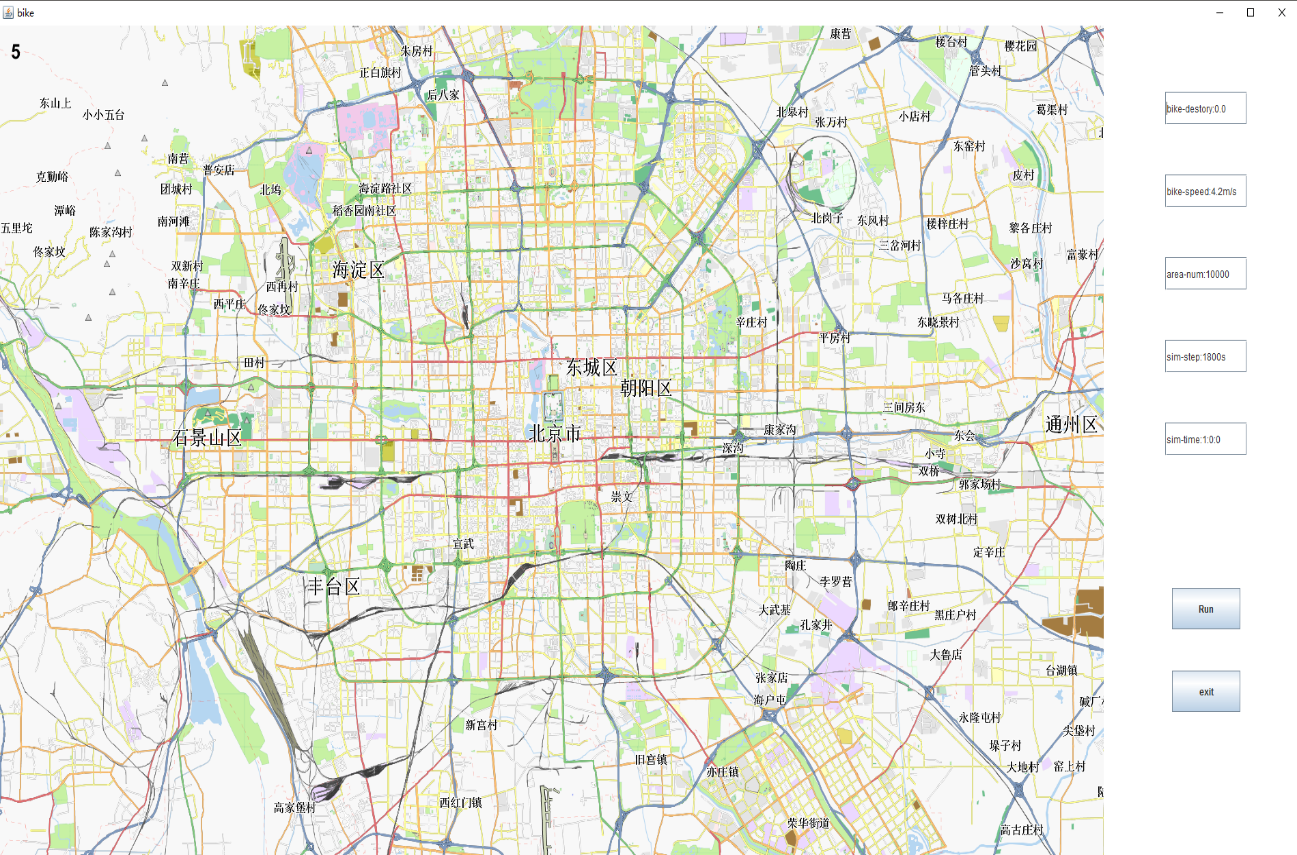 bike
5
朱房村
康营
楼台村
樱花园
正白旗村
管头村
后八家
东山上
小小五台
北皋村
张万村
小店村
葛渠村
南营
普安店
东窑村
克勤峪
团城村
北坞
海淀路社区
皮村
潭峪
南河滩
稻香园南社区
北岗子
东风村
楼梓庄村
黎各庄村
五里坨
陈家沟村
三岔河村
佟家坟
双新村
海淀区
沙窝村
富豪村
南辛庄
西冉村
马各庄村
西平庄
佟家坟
辛庄村
东晓景村
平房村
田村
东城区
朝阳区
三间房东
石景山区
北京市
康家沟
东会
通州区
深沟
小寺
双桥
郭家场村
崇文
双树北村
宣武
定辛庄
陶庄
丰台区
李罗营
大武基
郎辛庄村
黑庄户村
孔家井
大鲁店
张家店
台湖镇
海户屯
碱厂
新宫村
永隆屯村
尖垡村
垛子村
旧宫镇
亦庄镇
大地村
窑上村
高家堡村
西红门镇
荣华街道
高古庄村
bike-destory:0.0
bike-speed:4.2m/s
area-num:10000
sim-step:1800s
sim-time:1:0:0
Run
exit